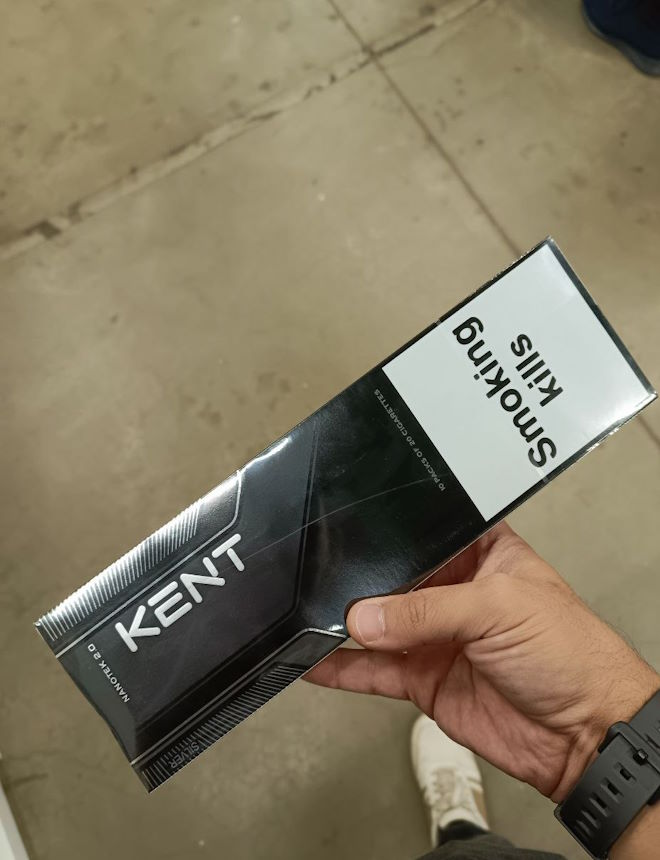 Smoking
kills
10 PACKS OF 20 CIGARETTES
KENT
NANOTEK 2.0
SILVER